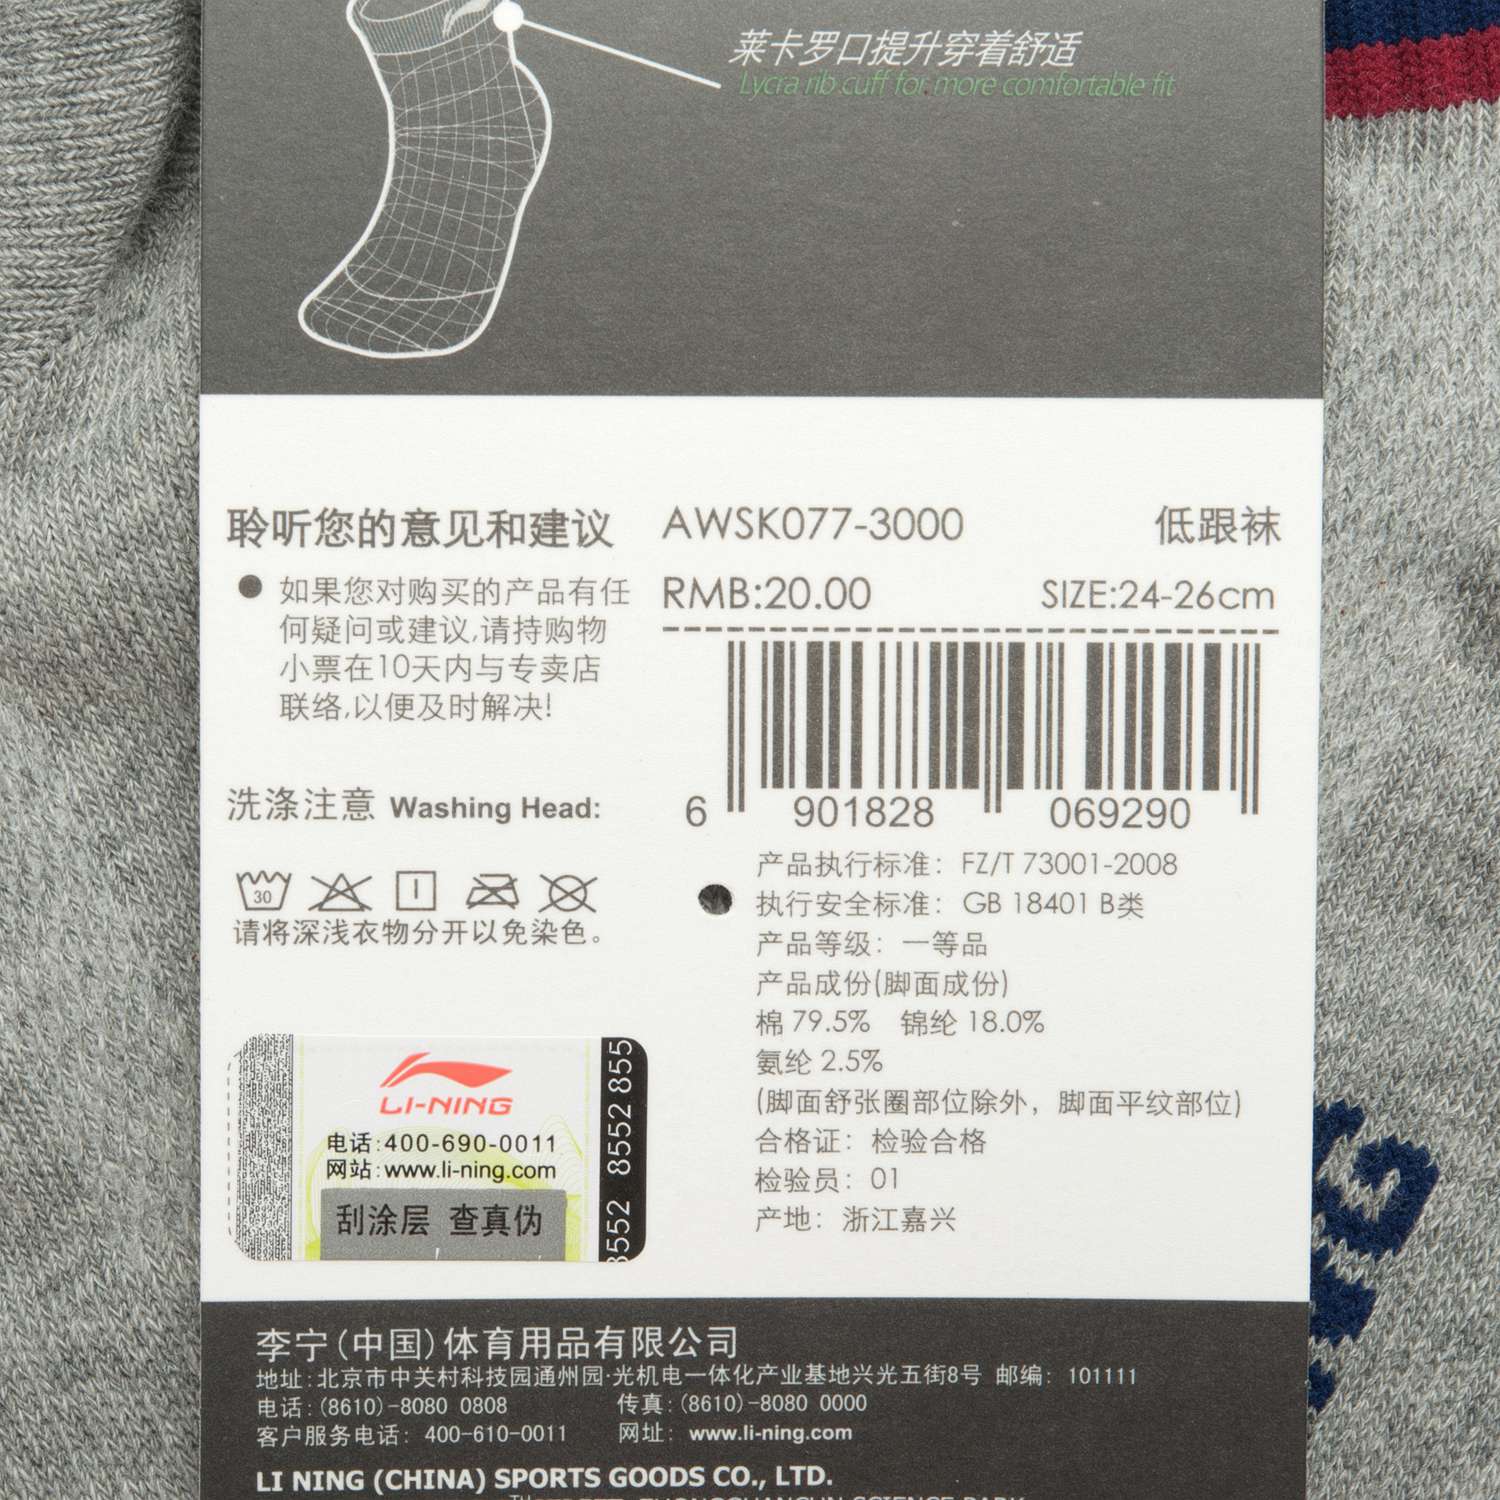 莱卡罗口提升穿着舒适
Lycra rib cuff for more comfortable fit
聆听您的意见和建议
● 如果您对购买的产品有任
何疑问或建议,请持购物
小票在10天内与专卖店
联络,以便及时解决!
洗涤注意 Washing Head:
30
请将深浅衣物分开以免染色。
AWSK077-3000 低跟袜
RMB:20.00 SIZE:24-26cm
6 901828 069290
产品执行标准: FZ/T 73001-2008
执行安全标准: GB 18401 B类
产品等级: 一等品
产品成份(脚面成份)
棉 79.5% 锦纶 18.0%
氨纶 2.5%
(脚面舒张圈部位除外，脚面平纹部位)
合格证: 检验合格
检验员: 01
产地: 浙江嘉兴
LI-NING
电话:400-690-0011
网站:www.li-ning.com
刮涂层 查真伪
8552 8552 855
李宁(中国)体育用品有限公司
地址:北京市中关村科技园通州园·光机电一体化产业基地兴光五街8号 邮编: 101111
电话:(8610)-8080 0808 传真:(8610)-8080 0000
客户服务电话: 400-610-0011 网址: www.li-ning.com
LI NING (CHINA) SPORTS GOODS CO., LTD.